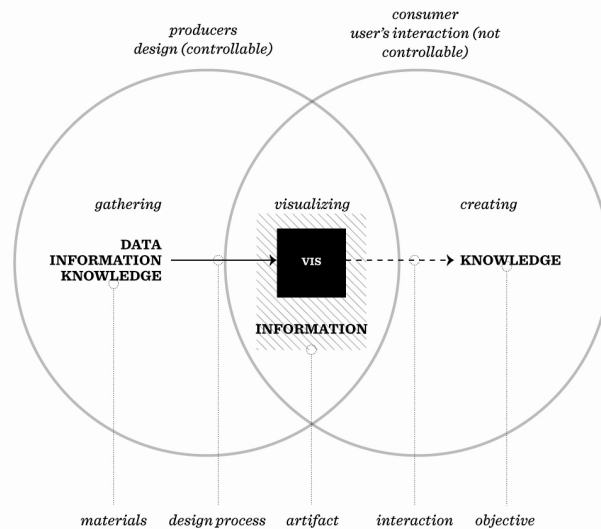 producers
design (controllable)
consumer
user's interaction (not
controllable)
gathering
visualizing
creating
DATA
INFORMATION
KNOWLEDGE
VIS
KNOWLEDGE
INFORMATION
materials
design process
artifact
interaction
objective